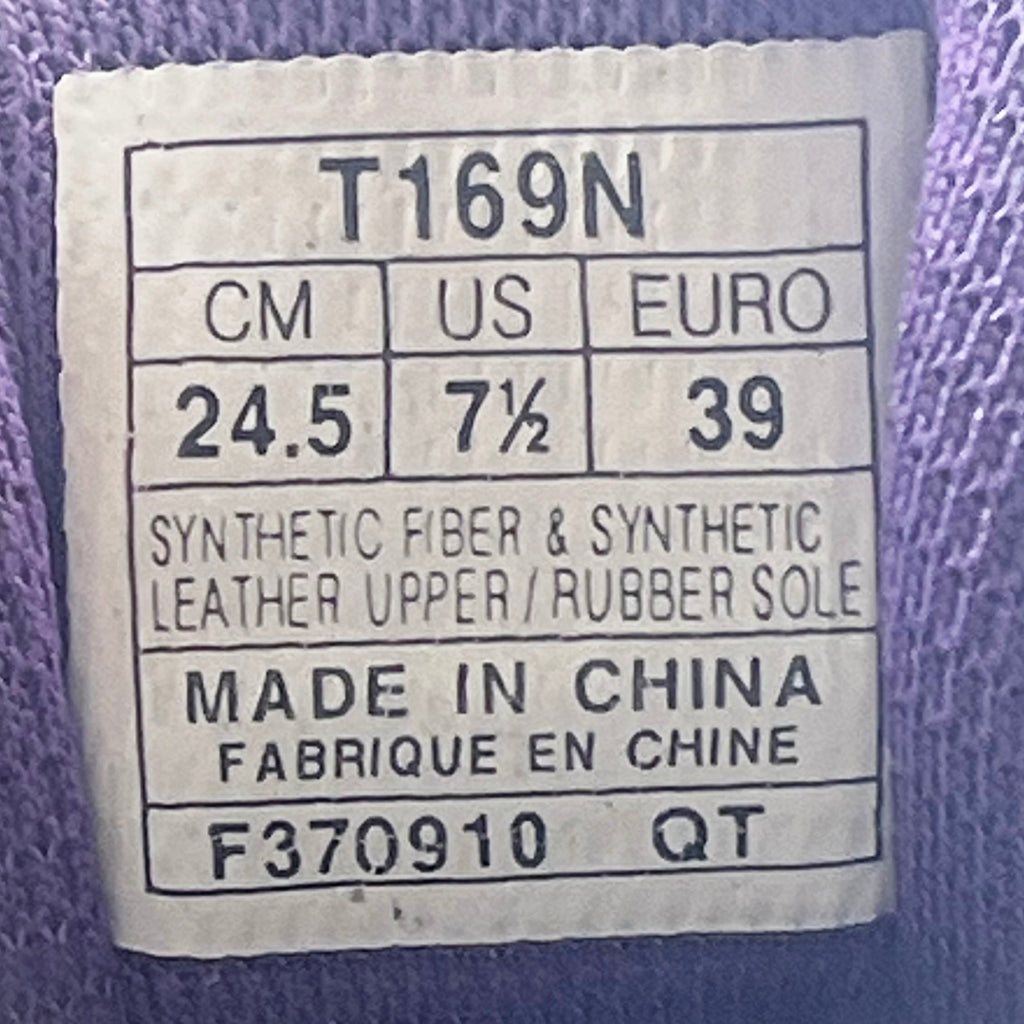 T169N
CM US EURO
24.5 7½ 39
SYNTHETIC FIBER & SYNTHETIC
LEATHER UPPER / RUBBER SOLE
MADE IN CHINA
FABRIQUE EN CHINE
F370910 QT